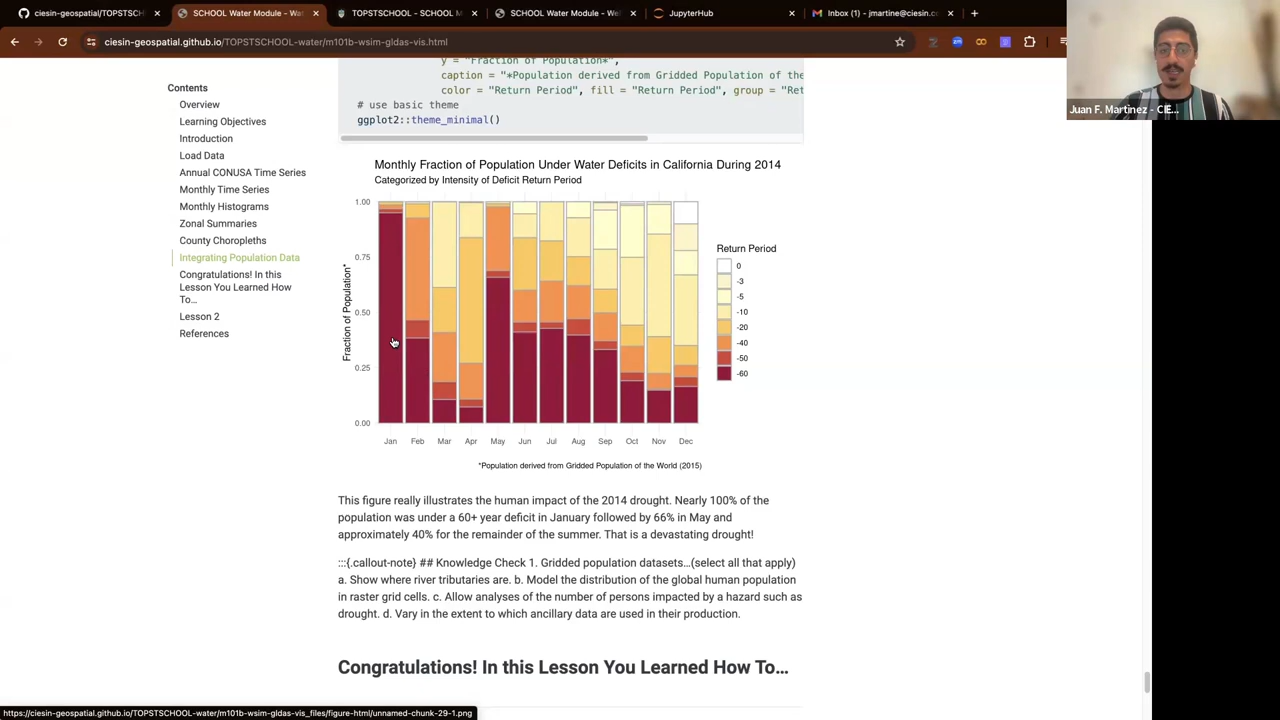 ciesin-geospatial/TOPSTSCH
SCHOOL Water Module - Water D
TOPSTSCHOOL - SCHOOL M
SCHOOL Water Module - Wel
JupyterHub
Inbox (1) - jmartine@ciesin.c
ciesin-geospatial.github.io/TOPSTSCHOOL-water/m101b-wsim-gldas-vis.html
Juan F. Martinez - CIE...
Contents
Overview
Learning Objectives
Introduction
Load Data
Annual CONUSA Time Series
Monthly Time Series
Monthly Histograms
Zonal Summaries
County Choropleths
Integrating Population Data
Congratulations! In this
Lesson You Learned How
To...
Lesson 2
References
y = "Fraction of Population*",
caption = "*Population derived from Gridded Population of the
color = "Return Period", fill = "Return Period", group = "Ret
# use basic theme
ggplot2::theme_minimal()
Monthly Fraction of Population Under Water Deficits in California During 2014
Categorized by Intensity of Deficit Return Period
1.00
0.75
0.50
0.25
0.00
Fraction of Population*
Jan Feb Mar Apr May Jun Jul Aug Sep Oct Nov Dec
Return Period
0
-3
-5
-10
-20
-40
-50
-60
*Population derived from Gridded Population of the World (2015)
This figure really illustrates the human impact of the 2014 drought. Nearly 100% of the
population was under a 60+ year deficit in January followed by 66% in May and
approximately 40% for the remainder of the summer. That is a devastating drought!
:::{.callout-note} ## Knowledge Check 1. Gridded population datasets…(select all that apply)
a. Show where river tributaries are. b. Model the distribution of the global human population
in raster grid cells. c. Allow analyses of the number of persons impacted by a hazard such as
drought. d. Vary in the extent to which ancillary data are used in their production.
Congratulations! In this Lesson You Learned How To…
https://ciesin-geospatial.github.io/TOPSTSCHOOL-water/m101b-wsim-gldas-vis_files/figure-html/unnamed-chunk-29-1.png